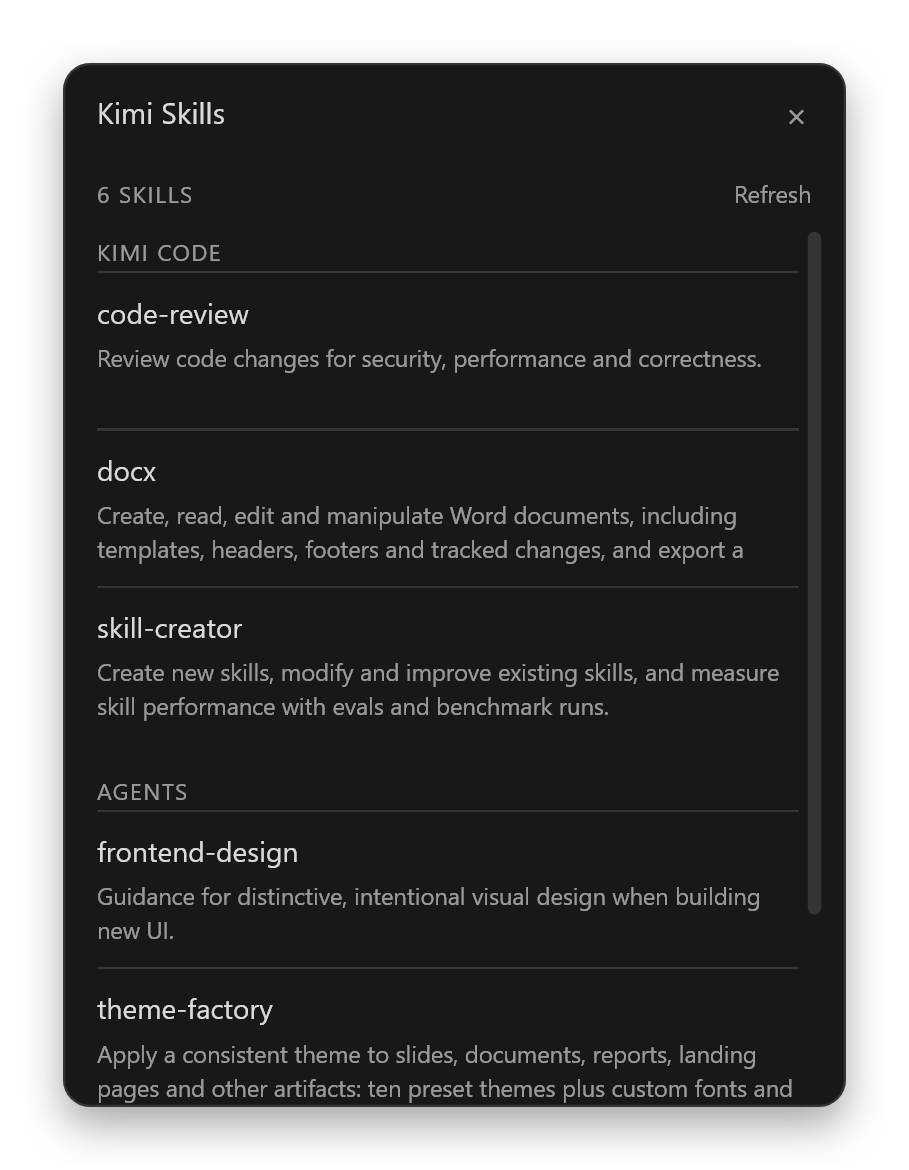 Kimi Skills
×
6 SKILLS
Refresh
KIMI CODE
code-review
Review code changes for security, performance and correctness.
docx
Create, read, edit and manipulate Word documents, including
templates, headers, footers and tracked changes, and export a
skill-creator
Create new skills, modify and improve existing skills, and measure
skill performance with evals and benchmark runs.
AGENTS
frontend-design
Guidance for distinctive, intentional visual design when building
new UI.
theme-factory
Apply a consistent theme to slides, documents, reports, landing
pages and other artifacts: ten preset themes plus custom fonts and